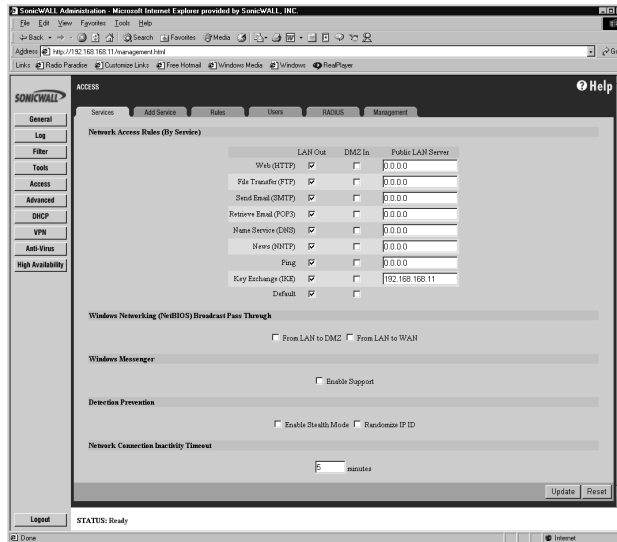 SonicWALL Administration - Microsoft Internet Explorer provided by SonicWALL, INC.
File Edit View Favorites Tools Help
Back Search Favorites Media
Address http://192.168.168.11/management.html
Links Radio Paradise Customize Links Free Hotmail Windows Media Windows RealPlayer
SONICWALL
ACCESS
Help
Services Add Service Rules Users RADIUS Management
General
Log
Filter
Tools
Access
Advanced
DHCP
VPN
Anti-Virus
High Availability
Network Access Rules (By Service)
LAN Out DMZ In Public LAN Server
Web (HTTP) 0.0.0.0
File Transfer (FTP) 0.0.0.0
Send Email (SMTP) 0.0.0.0
Retrieve Email (POP3) 0.0.0.0
Name Service (DNS) 0.0.0.0
News (NNTP) 0.0.0.0
Ping 0.0.0.0
Key Exchange (IKE) 192.168.168.11
Default
Windows Networking (NetBIOS) Broadcast Pass Through
From LAN to DMZ From LAN to WAN
Windows Messenger
Enable Support
Detection Prevention
Enable Stealth Mode Randomize IP ID
Network Connection Inactivity Timeout
5 minutes
Update Reset
Logout
STATUS: Ready
Done Internet